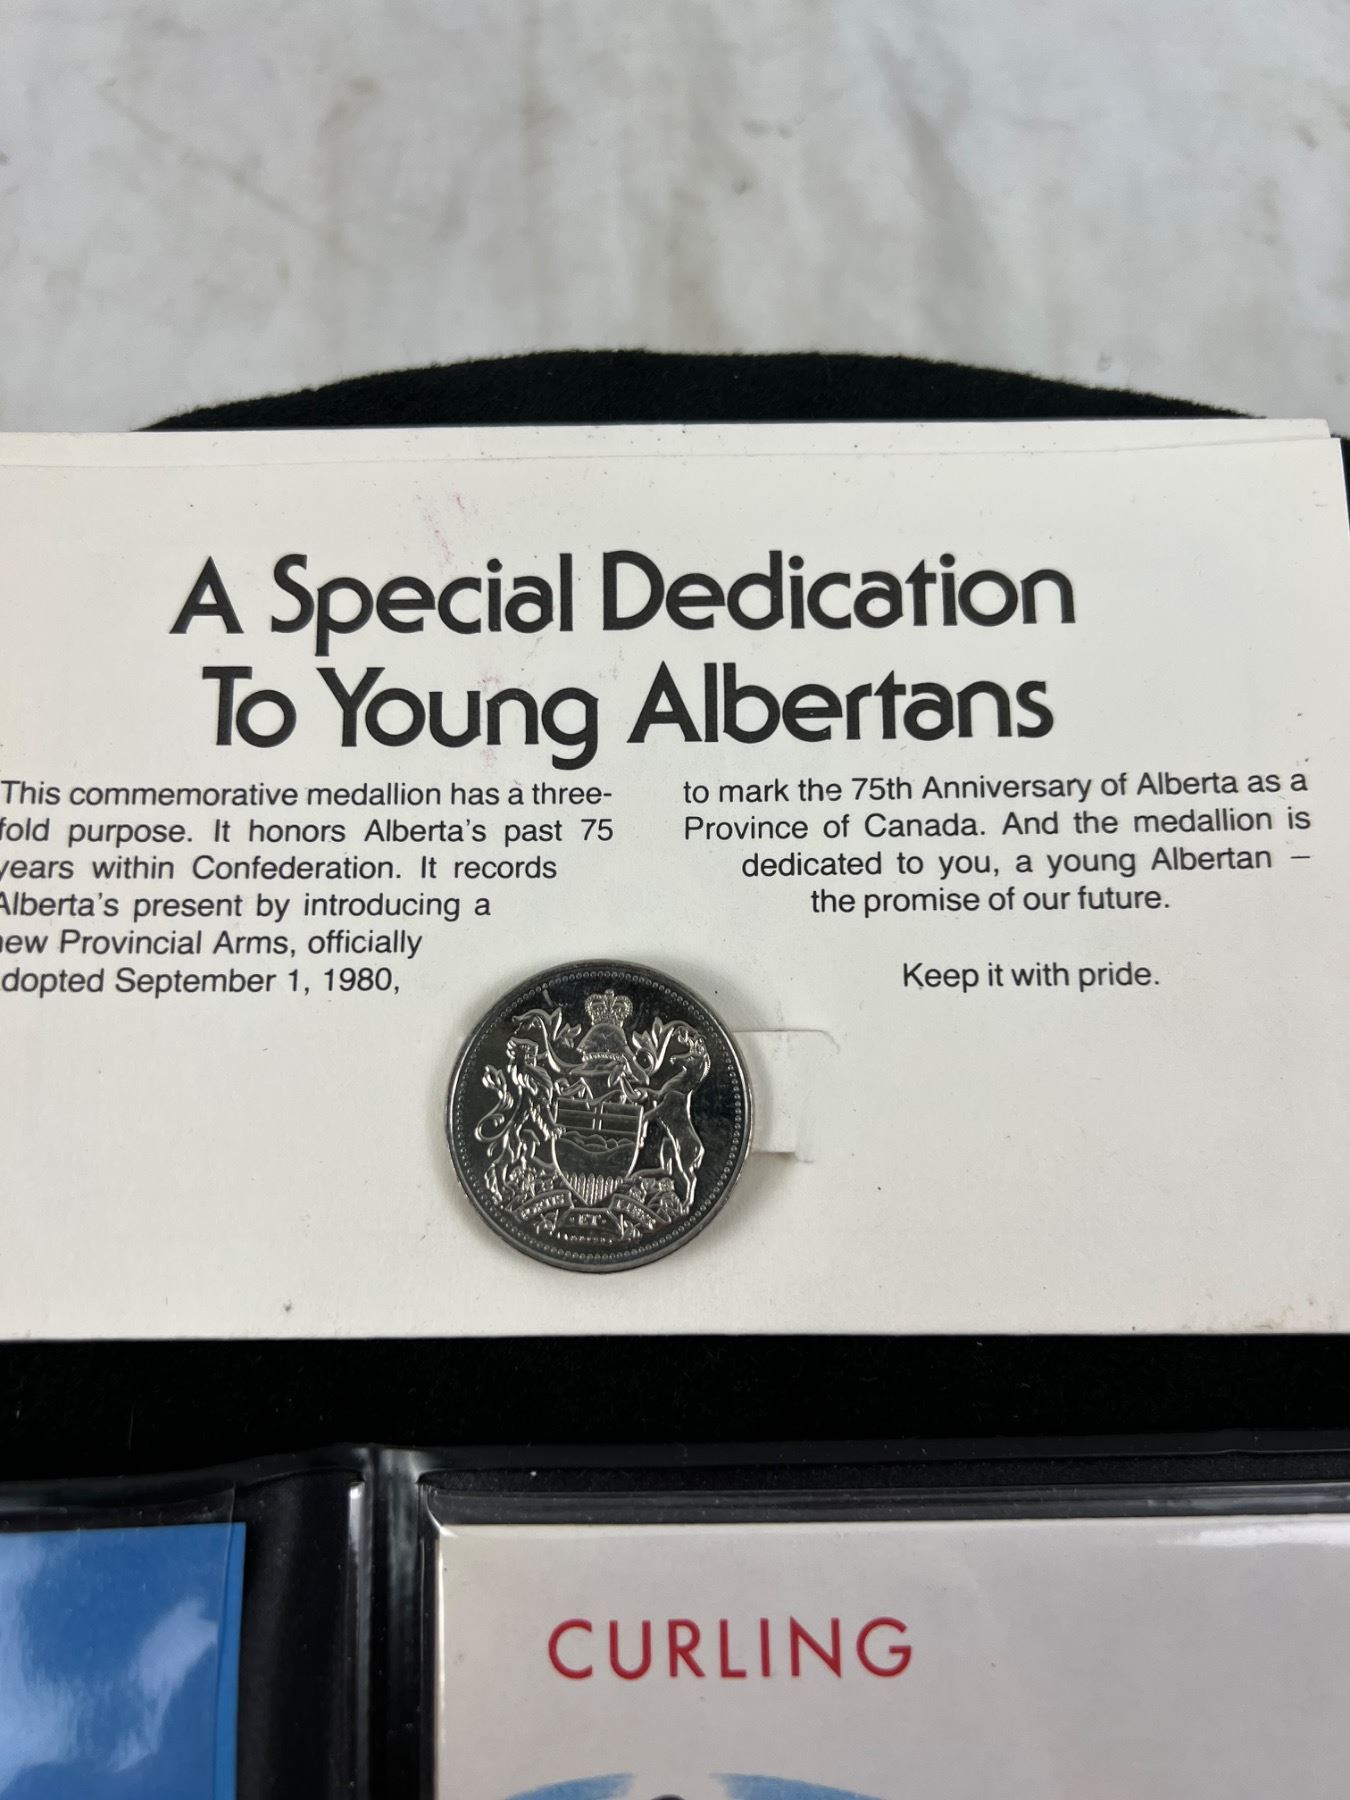 A Special Dedication
To Young Albertans
This commemorative medallion has a three-
fold purpose. It honors Alberta's past 75
years within Confederation. It records
Alberta's present by introducing a
new Provincial Arms, officially
adopted September 1, 1980,
to mark the 75th Anniversary of Alberta as a
Province of Canada. And the medallion is
dedicated to you, a young Albertan –
the promise of our future.
Keep it with pride.
ET
CURLING